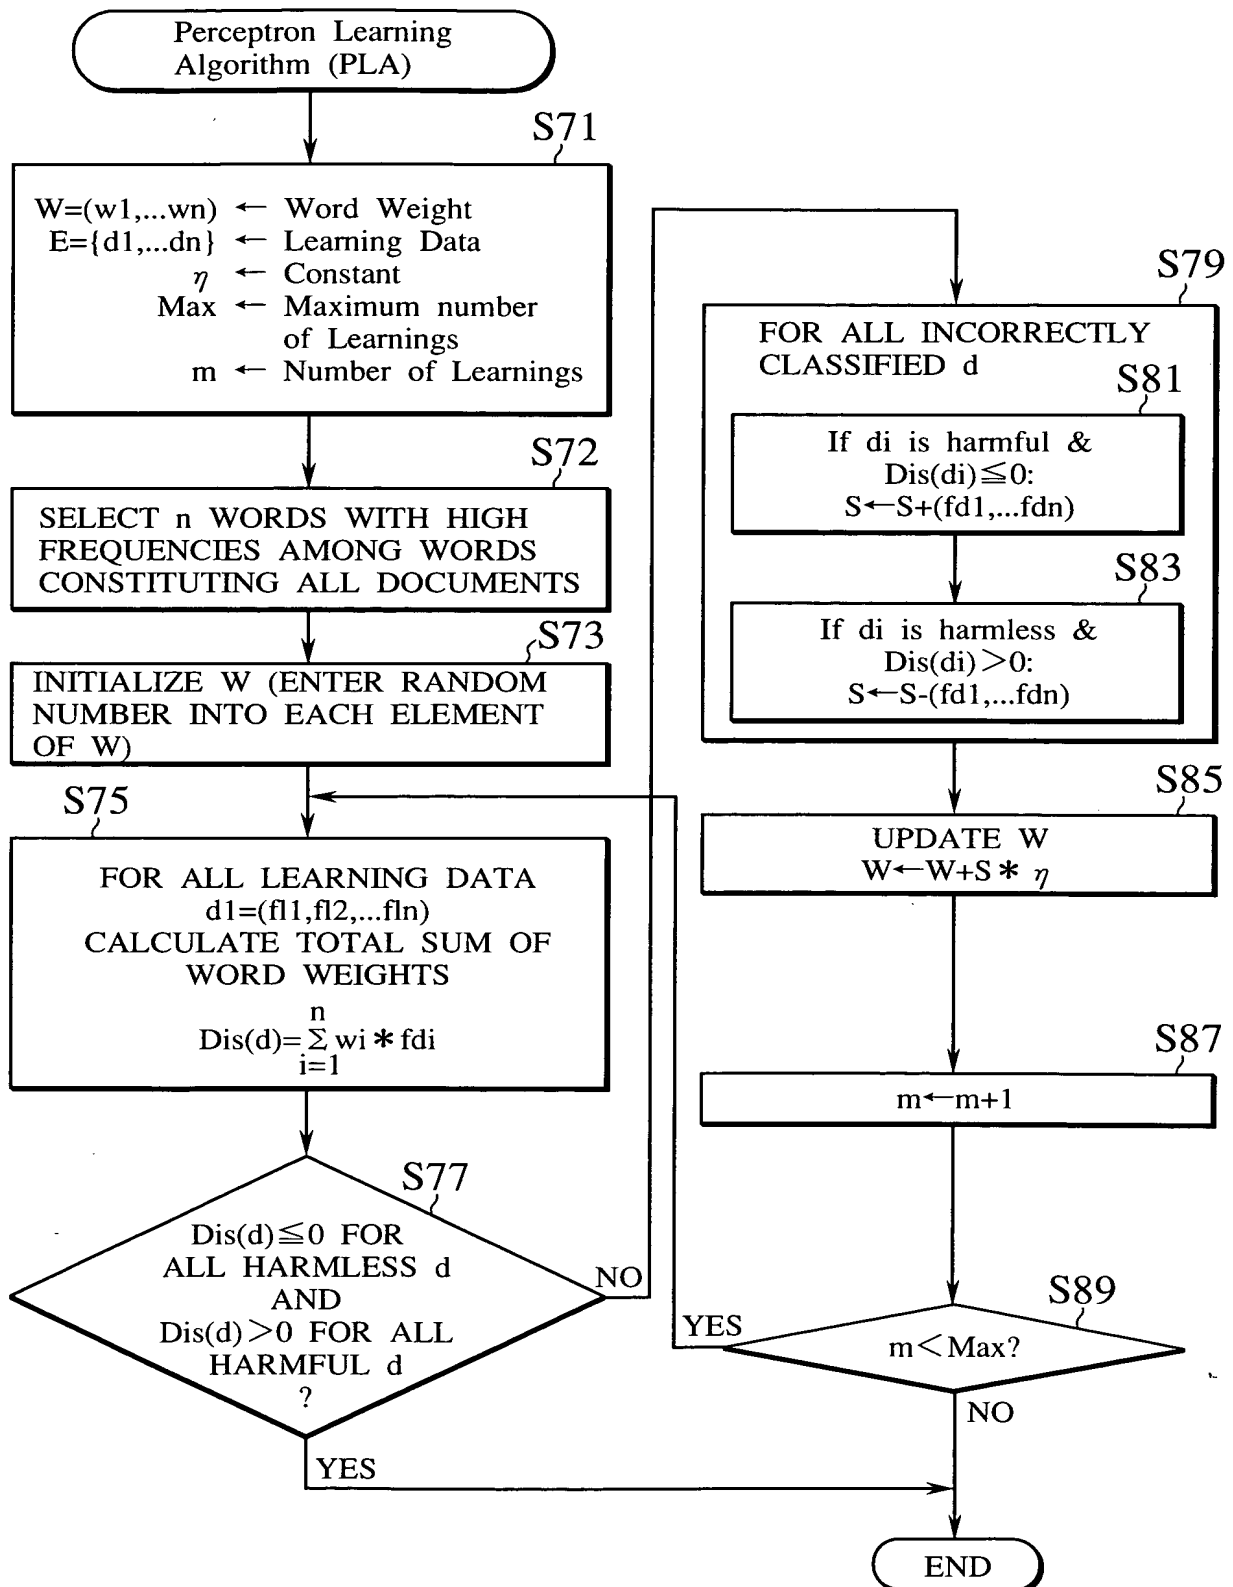 Perceptron Learning
Algorithm (PLA)
S71
W=(w1,...wn) ← Word Weight
E={d1,...dn} ← Learning Data
η ← Constant
Max ← Maximum number
of Learnings
m ← Number of Learnings
S72
SELECT n WORDS WITH HIGH
FREQUENCIES AMONG WORDS
CONSTITUTING ALL DOCUMENTS
S73
INITIALIZE W (ENTER RANDOM
NUMBER INTO EACH ELEMENT
OF W)
S75
FOR ALL LEARNING DATA
d1=(fl1,fl2,...fln)
CALCULATE TOTAL SUM OF
WORD WEIGHTS
n
Dis(d)=Σ wi * fdi
i=1
S77
Dis(d)≦0 FOR
ALL HARMLESS d
AND
Dis(d)>0 FOR ALL
HARMFUL d
?
NO
YES
S79
FOR ALL INCORRECTLY
CLASSIFIED d
S81
If di is harmful &
Dis(di)≦0:
S←S+(fd1,...fdn)
S83
If di is harmless &
Dis(di)>0:
S←S-(fd1,...fdn)
S85
UPDATE W
W←W+S * η
S87
m←m+1
S89
m<Max?
YES
NO
END